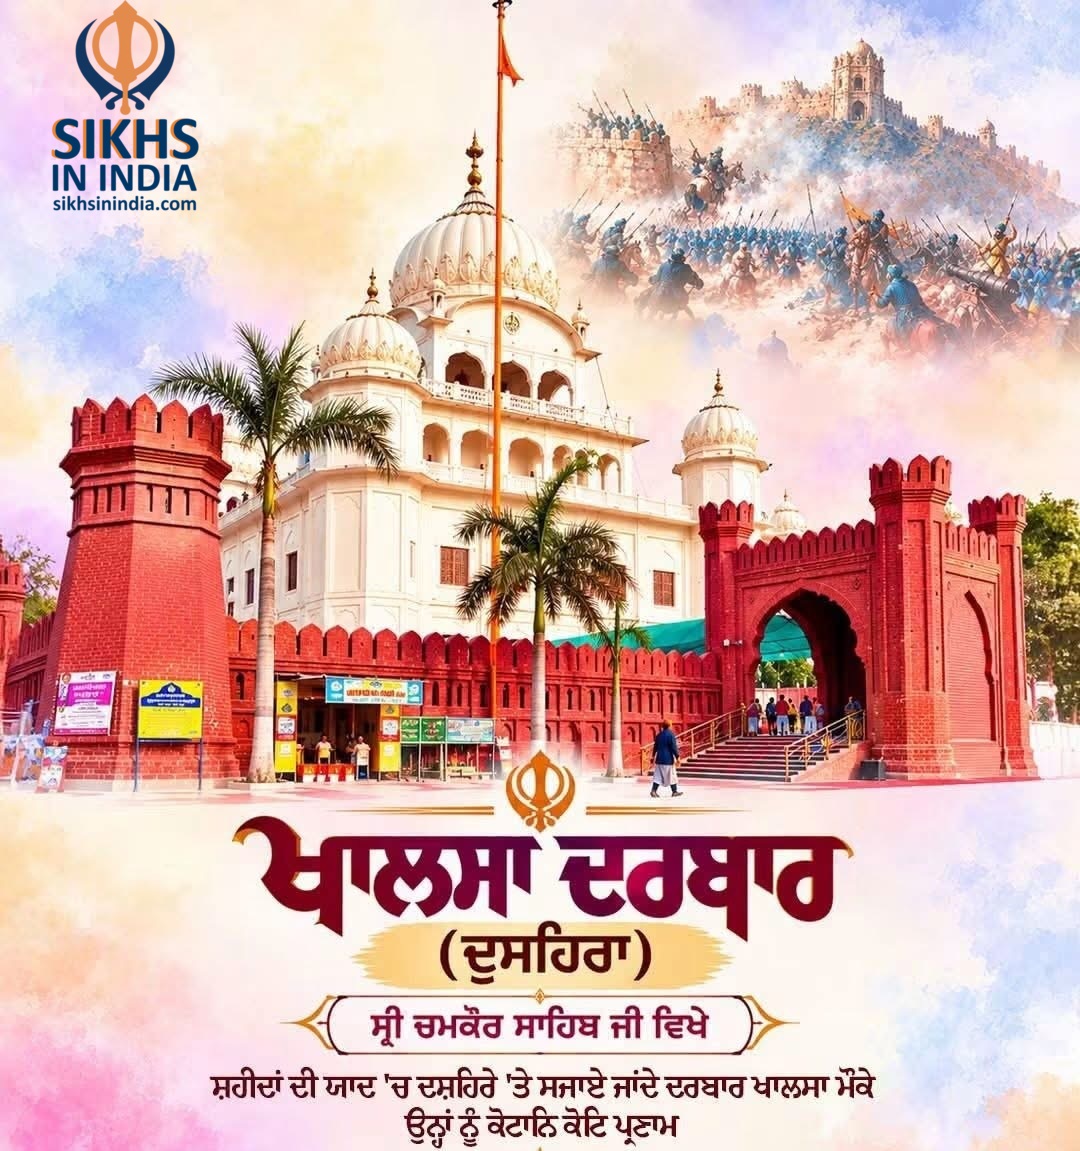 SIKHS
IN INDIA
sikhsinindia.com
ਖਾਲਸਾ ਦਰਬਾਰ
(ਦੁਸਹਿਰਾ)
ਸ੍ਰੀ ਚਮਕੌਰ ਸਾਹਿਬ ਜੀ ਵਿਖੇ
ਸ਼ਹੀਦਾਂ ਦੀ ਯਾਦ 'ਚ ਦਸ਼ਹਿਰੇ 'ਤੇ ਸਜਾਏ ਜਾਂਦੇ ਦਰਬਾਰ ਖਾਲਸਾ ਮੌਕੇ
ਉਨ੍ਹਾਂ ਨੂੰ ਕੋਟਾਨਿ ਕੋਟਿ ਪ੍ਰਣਾਮ